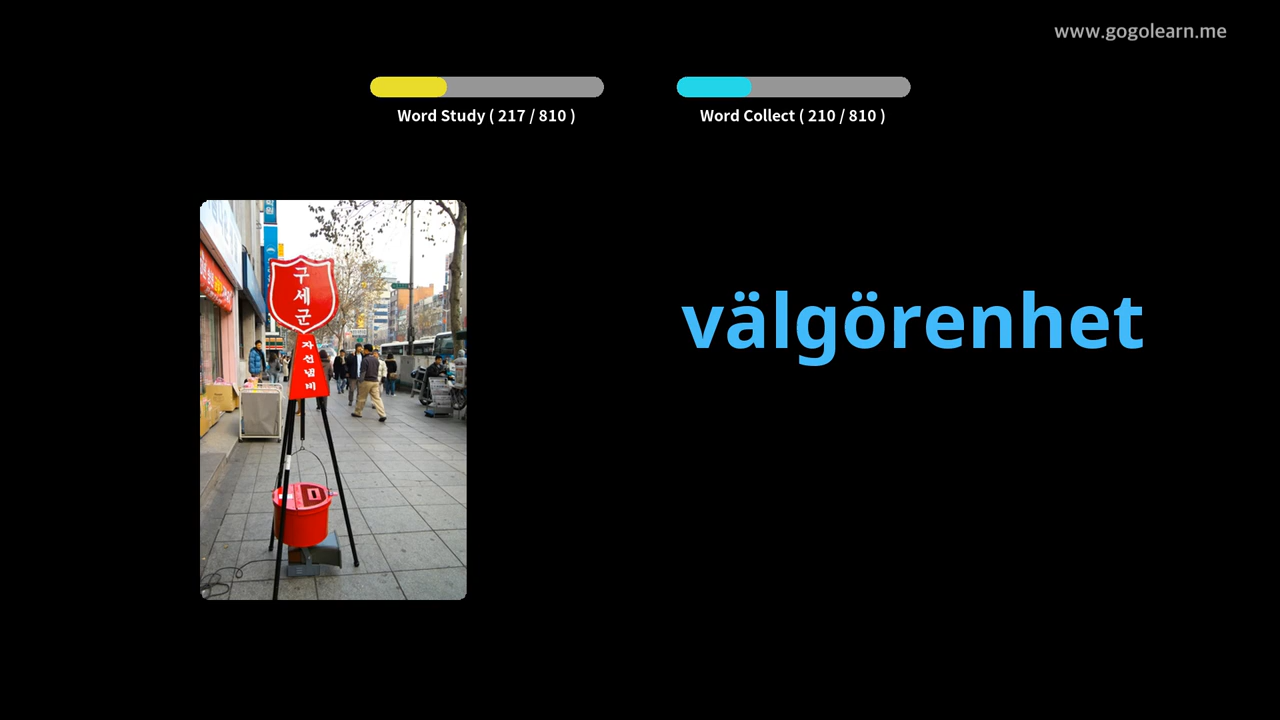 www.gogolearn.me
Word Study ( 217 / 810 )
Word Collect ( 210 / 810 )
구세군
자선냄비
välgörenhet